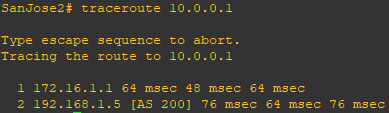 SanJose2# traceroute 10.0.0.1
Type escape sequence to abort.
Tracing the route to 10.0.0.1
1 172.16.1.1 64 msec 48 msec 64 msec
2 192.168.1.5 [AS 200] 76 msec 64 msec 76 msec